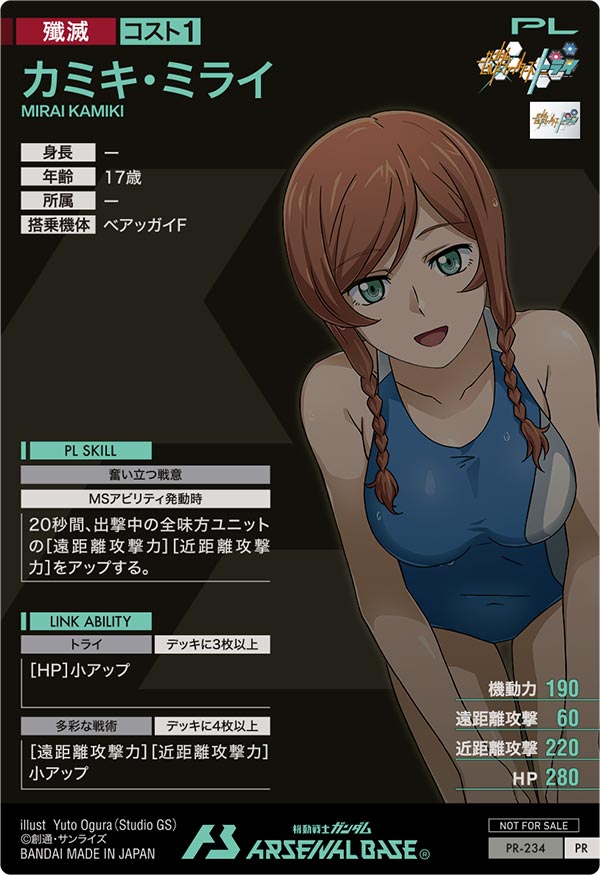 殲滅 コスト1
PL
カミキ・ミライ
MIRAI KAMIKI
身長 ー
年齢 17歳
所属 ー
搭乗機体 ベアッガイF
PL SKILL
奮い立つ戦意
MSアビリティ発動時
20秒間、出撃中の全味方ユニット
の[遠距離攻撃力][近距離攻撃
力]をアップする。
LINK ABILITY
トライ デッキに3枚以上
[HP]小アップ
多彩な戦術 デッキに4枚以上
[遠距離攻撃力][近距離攻撃力]
小アップ
機動力 190
遠距離攻撃 60
近距離攻撃 220
HP 280
illust Yuto Ogura(Studio GS)
©創通・サンライズ
BANDAI MADE IN JAPAN
機動戦士ガンダム
ARSENAL BASE®
NOT FOR SALE
PR-234 PR